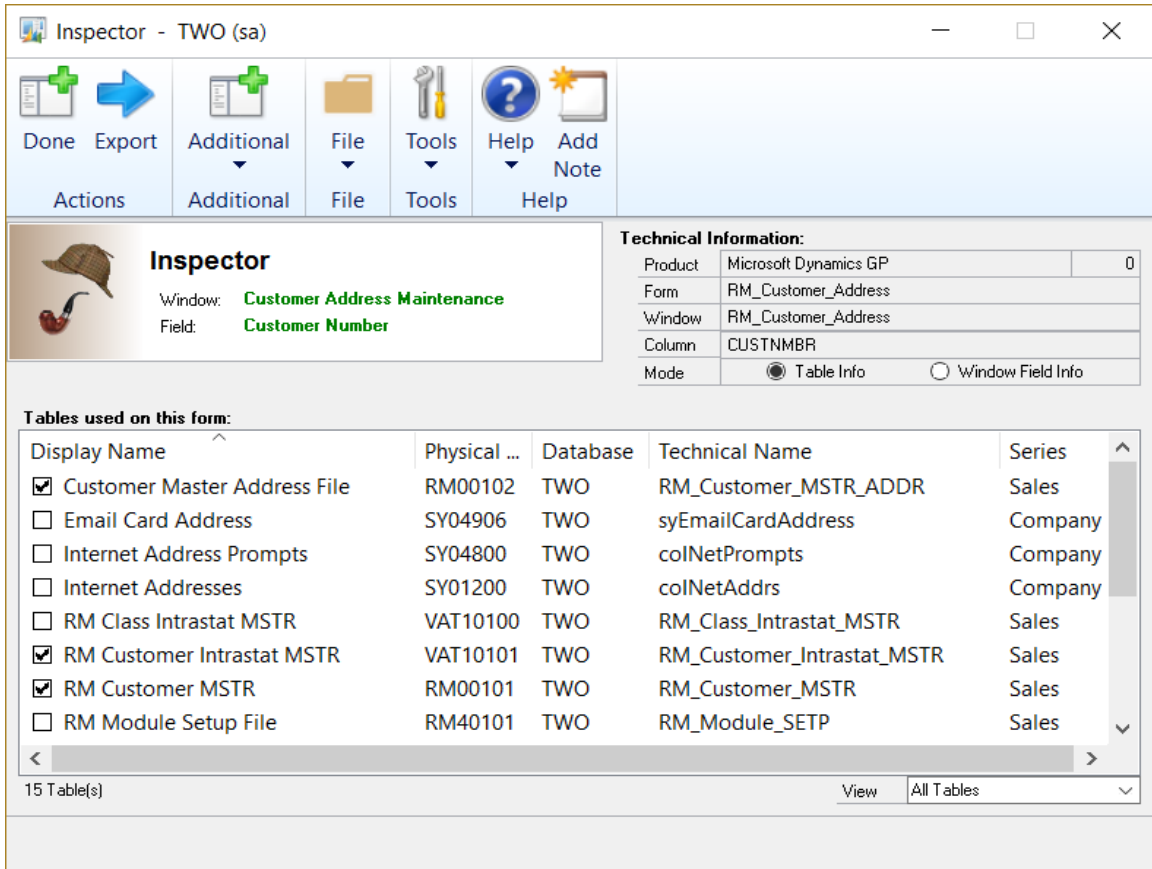 Inspector - TWO (sa)
Done Export Additional File Tools Help Add Note
Actions Additional File Tools Help
Inspector
Window: Customer Address Maintenance
Field: Customer Number
Technical Information:
Product Microsoft Dynamics GP 0
Form RM_Customer_Address
Window RM_Customer_Address
Column CUSTNMBR
Mode Table Info Window Field Info
Tables used on this form:
Display Name Physical ... Database Technical Name Series
Customer Master Address File RM00102 TWO RM_Customer_MSTR_ADDR Sales
Email Card Address SY04906 TWO syEmailCardAddress Company
Internet Address Prompts SY04800 TWO coINetPrompts Company
Internet Addresses SY01200 TWO coINetAddrs Company
RM Class Intrastat MSTR VAT10100 TWO RM_Class_Intrastat_MSTR Sales
RM Customer Intrastat MSTR VAT10101 TWO RM_Customer_Intrastat_MSTR Sales
RM Customer MSTR RM00101 TWO RM_Customer_MSTR Sales
RM Module Setup File RM40101 TWO RM_Module_SETP Sales
15 Table(s) View All Tables